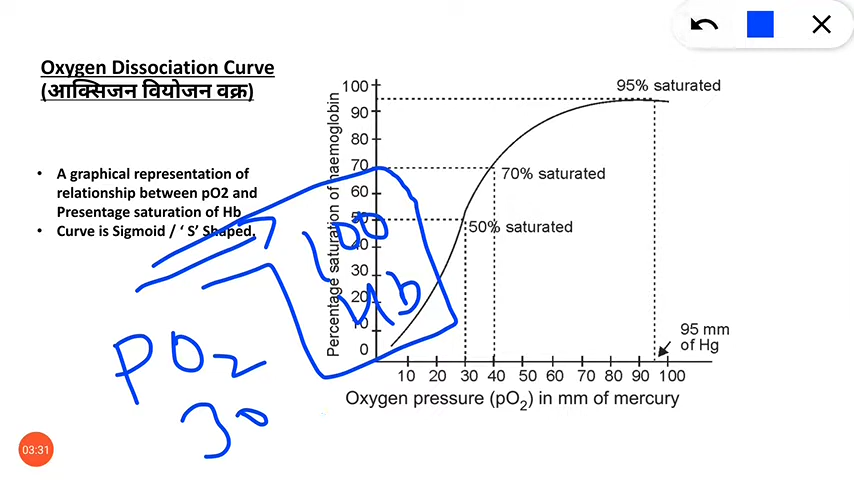 Oxygen Dissociation Curve
(आक्सिजन वियोजन वक्र)
• A graphical representation of
relationship between pO2 and
Presentage saturation of Hb
• Curve is Sigmoid / ‘ S’ Shaped.
Percentage saturation of haemoglobin
100
90
80
70
60
50
40
30
20
10
0
95% saturated
70% saturated
50% saturated
95 mm
of Hg
10 20 30 40 50 60 70 80 90 100
Oxygen pressure (pO2) in mm of mercury
100
Hb
PO2
30
03:31